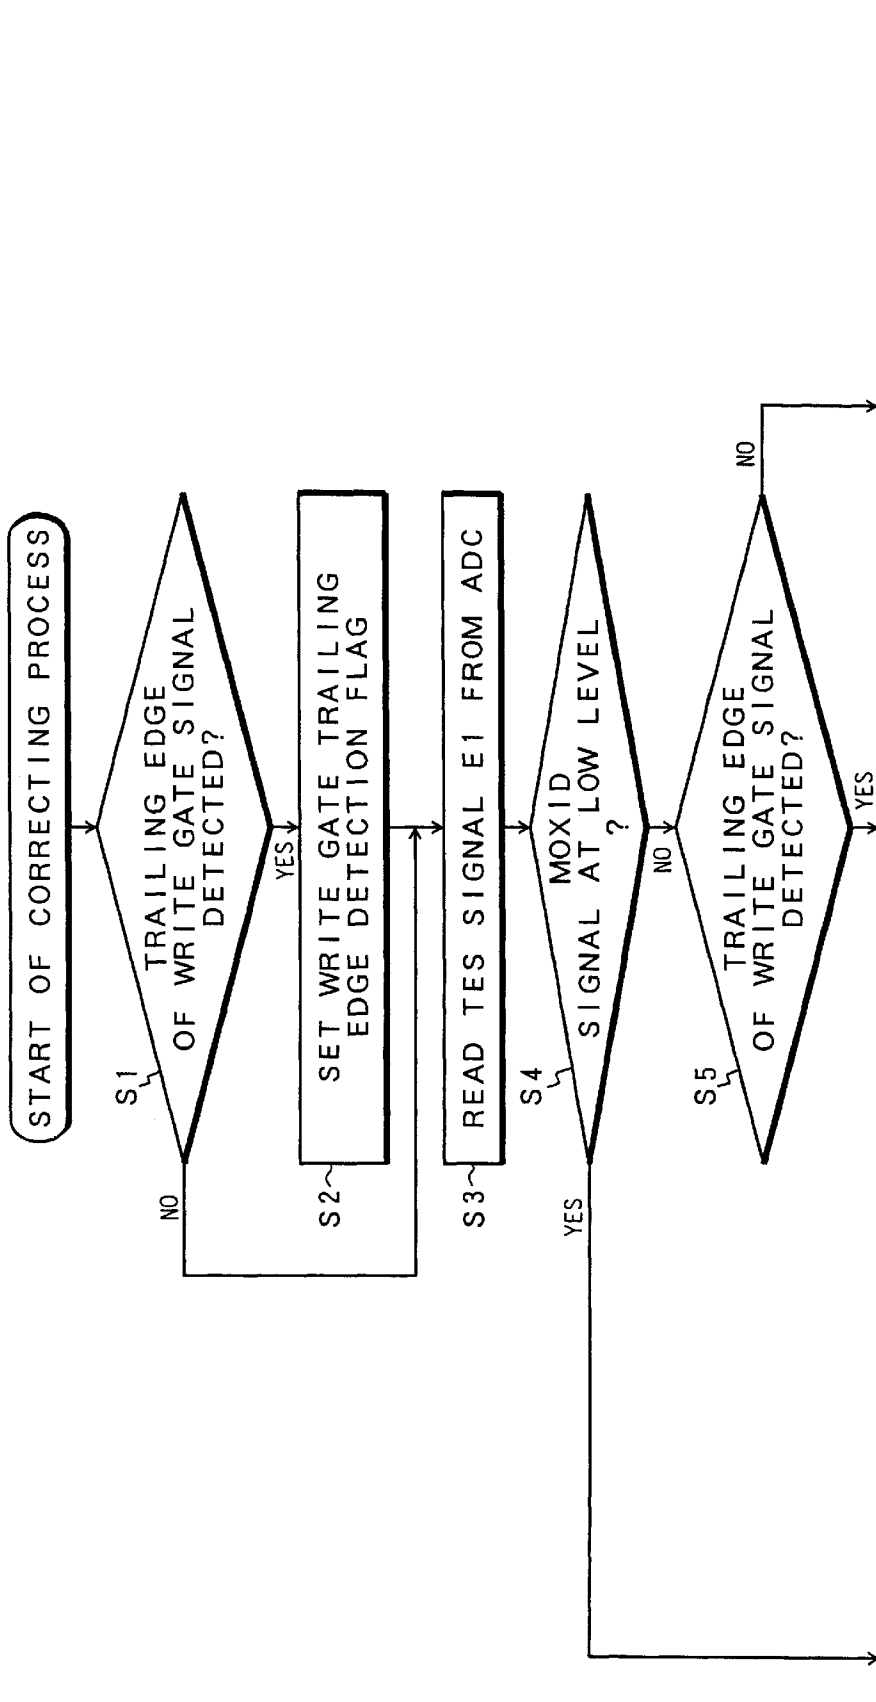 START OF CORRECTING PROCESS
S1
TRAILING EDGE
OF WRITE GATE SIGNAL
DETECTED?
NO
YES
S2
SET WRITE GATE TRAILING
EDGE DETECTION FLAG
S3
READ TES SIGNAL E1 FROM ADC
S4
MOXID
SIGNAL AT LOW LEVEL
?
YES
NO
S5
TRAILING EDGE
OF WRITE GATE SIGNAL
DETECTED?
NO
YES